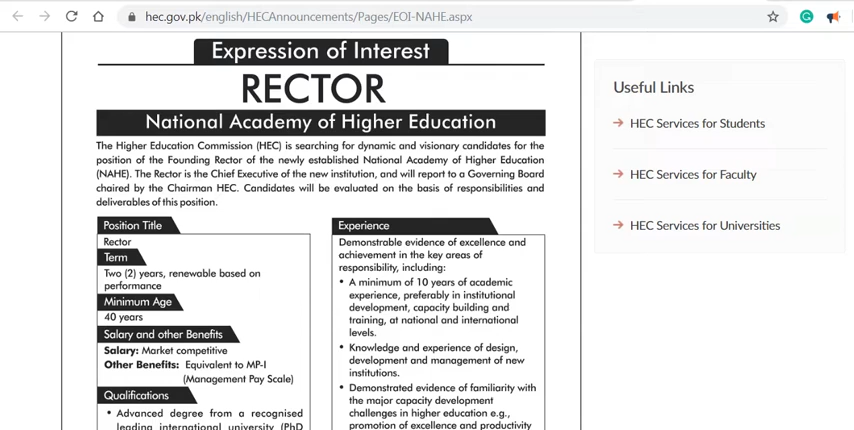 hec.gov.pk/english/HECAnnouncements/Pages/EOI-NAHE.aspx
Expression of Interest
RECTOR
National Academy of Higher Education
The Higher Education Commission (HEC) is searching for dynamic and visionary candidates for the
position of the Founding Rector of the newly established National Academy of Higher Education
(NAHE). The Rector is the Chief Executive of the new institution, and will report to a Governing Board
chaired by the Chairman HEC. Candidates will be evaluated on the basis of responsibilities and
deliverables of this position.
Position Title
Rector
Term
Two (2) years, renewable based on
performance
Minimum Age
40 years
Salary and other Benefits
Salary: Market competitive
Other Benefits: Equivalent to MP-I
(Management Pay Scale)
Qualifications
• Advanced degree from a recognised
leading international university (PhD
Experience
Demonstrable evidence of excellence and
achievement in the key areas of
responsibility, including:
• A minimum of 10 years of academic
experience, preferably in institutional
development, capacity building and
training, at national and international
levels.
• Knowledge and experience of design,
development and management of new
institutions.
• Demonstrated evidence of familiarity with
the major capacity development
challenges in higher education e.g.,
promotion of excellence and productivity
Useful Links
HEC Services for Students
HEC Services for Faculty
HEC Services for Universities